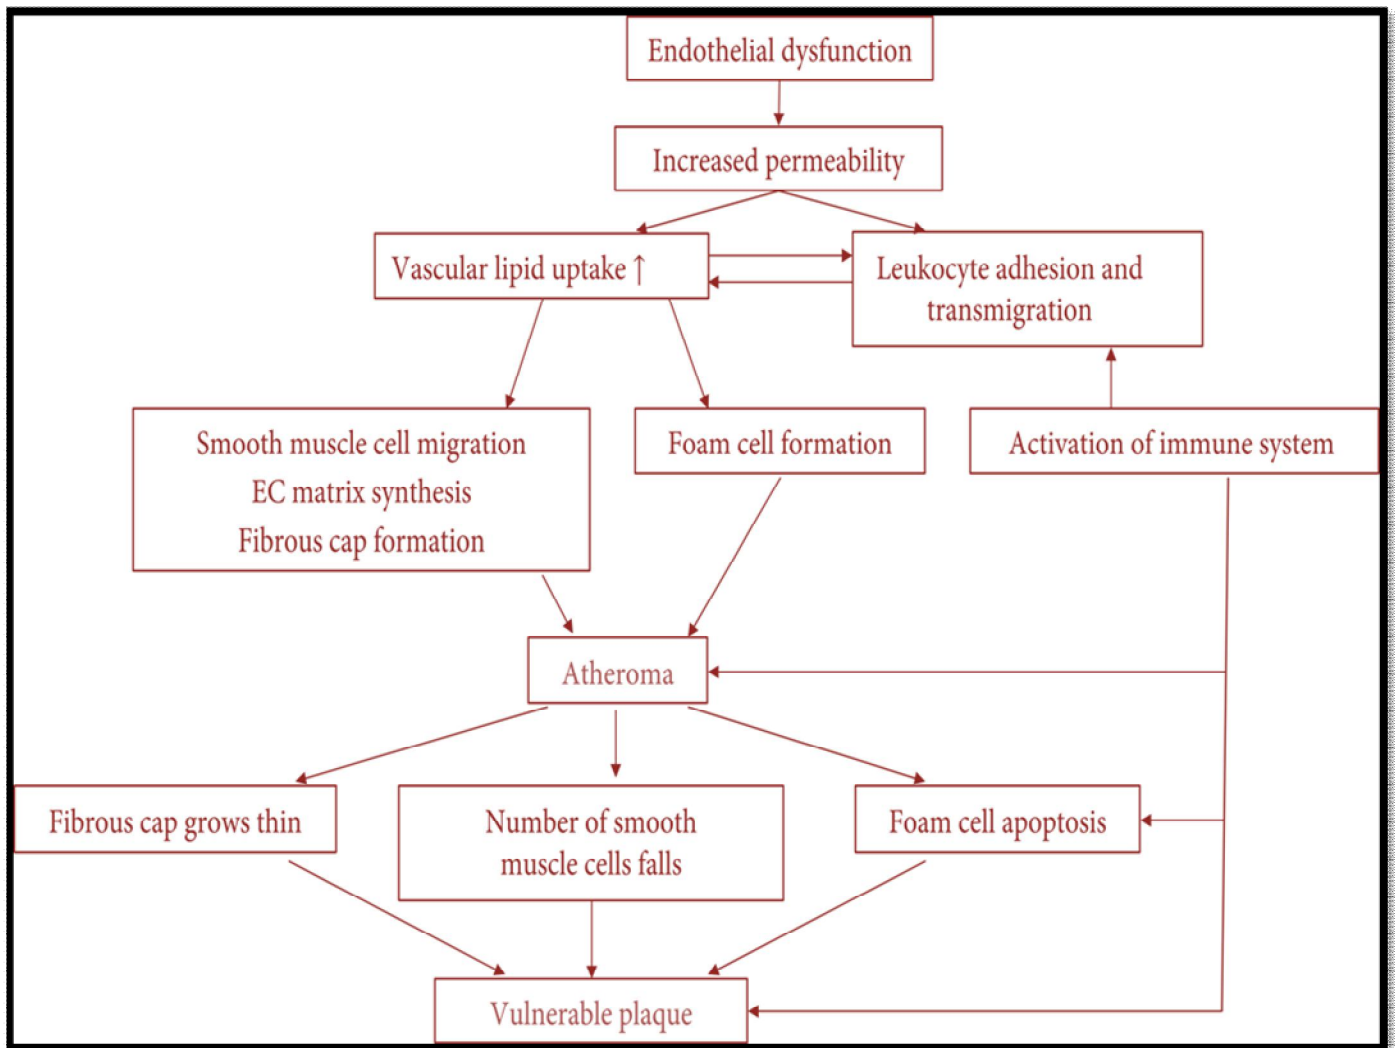 Endothelial dysfunction
Increased permeability
Vascular lipid uptake ↑
Leukocyte adhesion and
transmigration
Smooth muscle cell migration
EC matrix synthesis
Fibrous cap formation
Foam cell formation
Activation of immune system
Atheroma
Fibrous cap grows thin
Number of smooth
muscle cells falls
Foam cell apoptosis
Vulnerable plaque